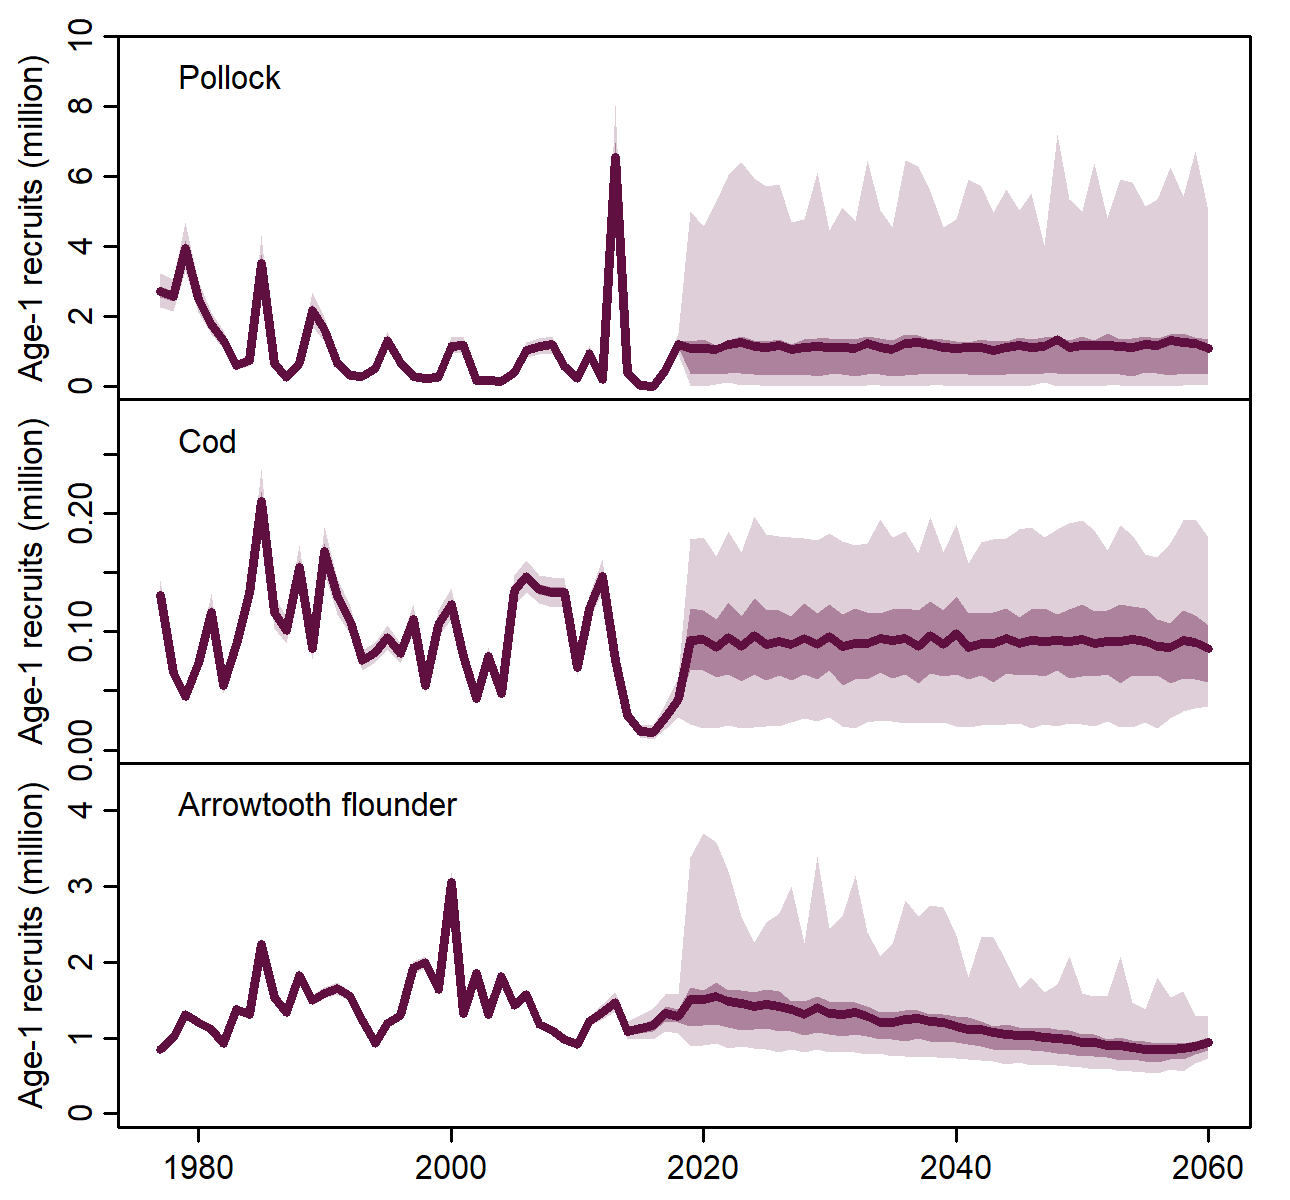 Age-1 recruits (million)
0 2 4 6 8 10
Pollock
Age-1 recruits (million)
0.00 0.10 0.20
Cod
Age-1 recruits (million)
0 1 2 3 4
Arrowtooth flounder
1980 2000 2020 2040 2060